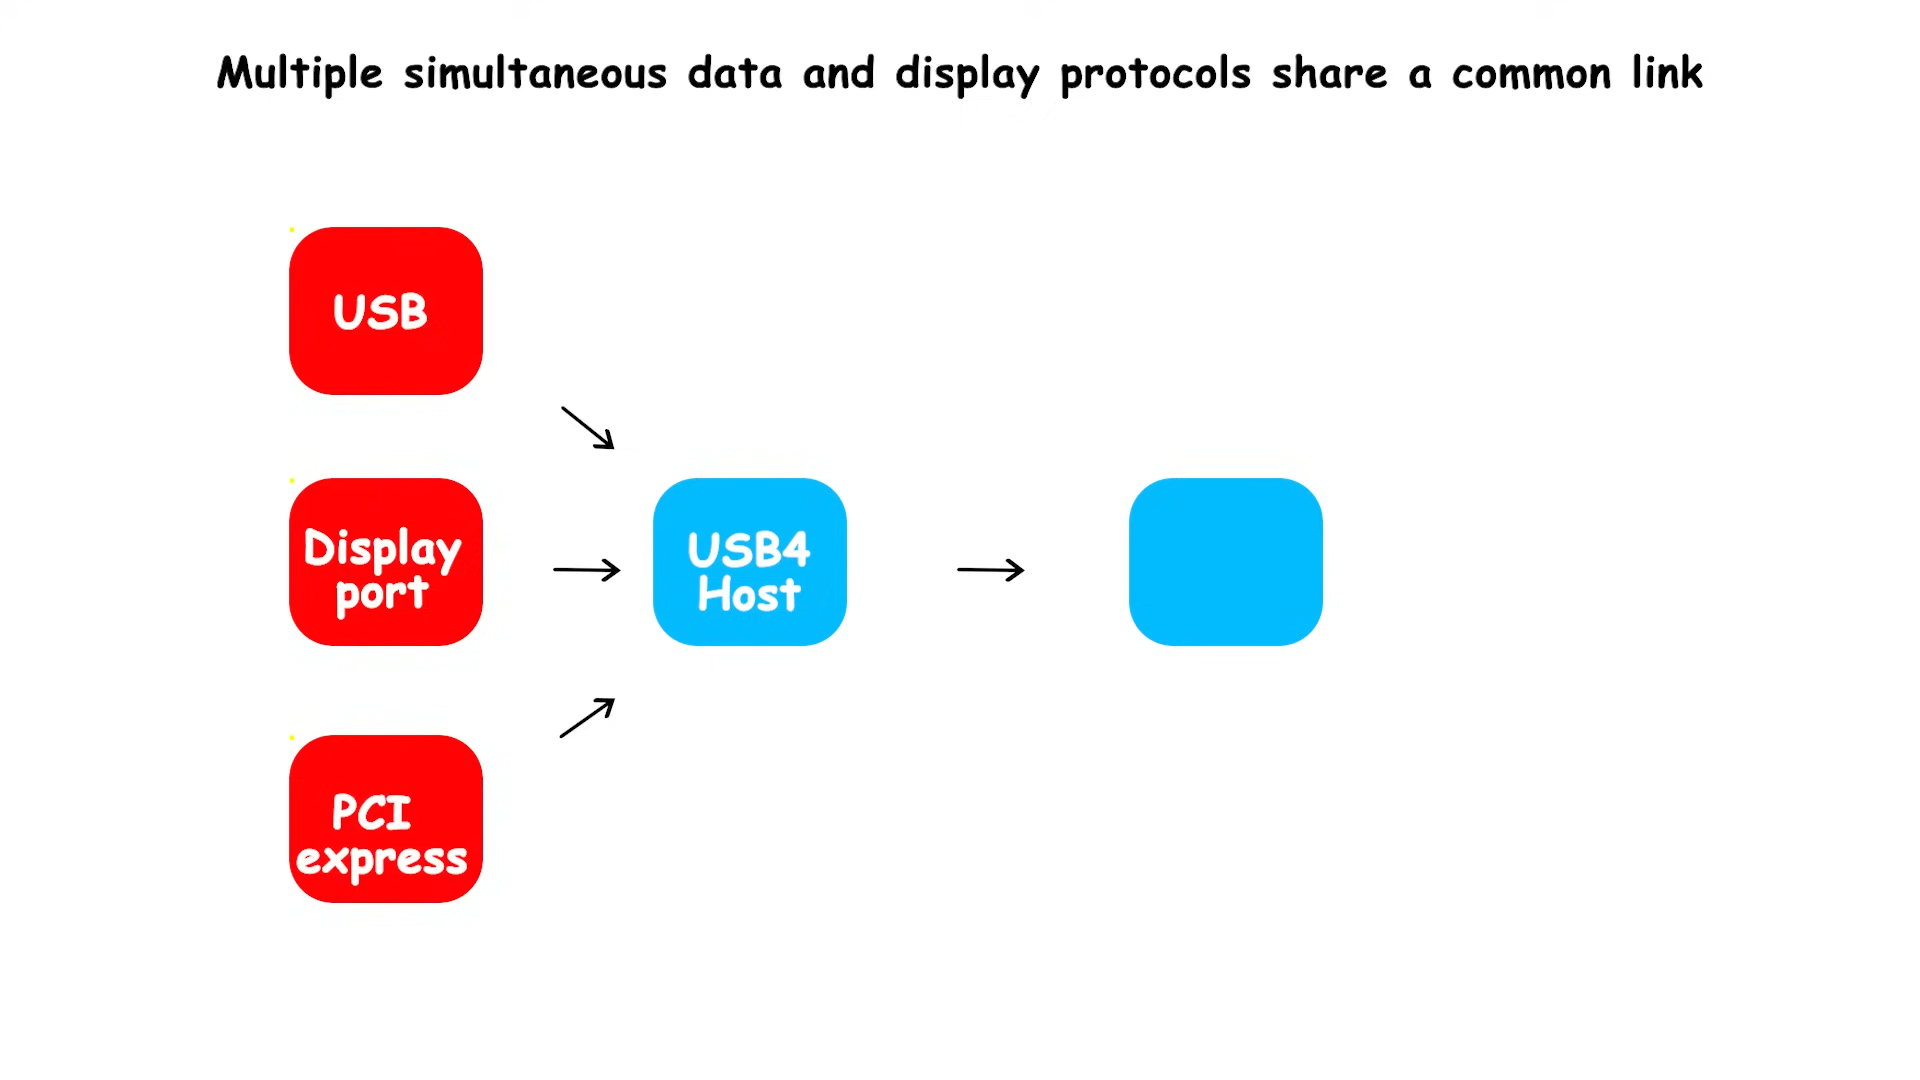 Multiple simultaneous data and display protocols share a common link
USB
Display
port
USB4
Host
PCI
express